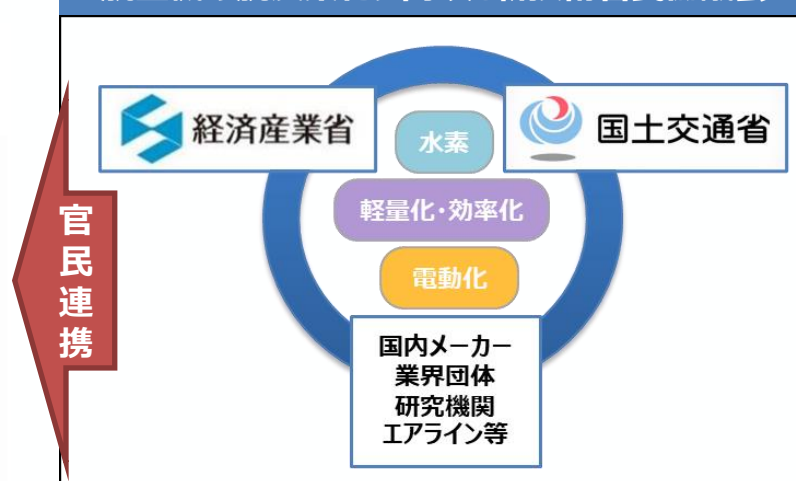 経済産業省
国土交通省
水素
軽量化・効率化
電動化
官民連携
国内メーカー
業界団体
研究機関
エアライン等